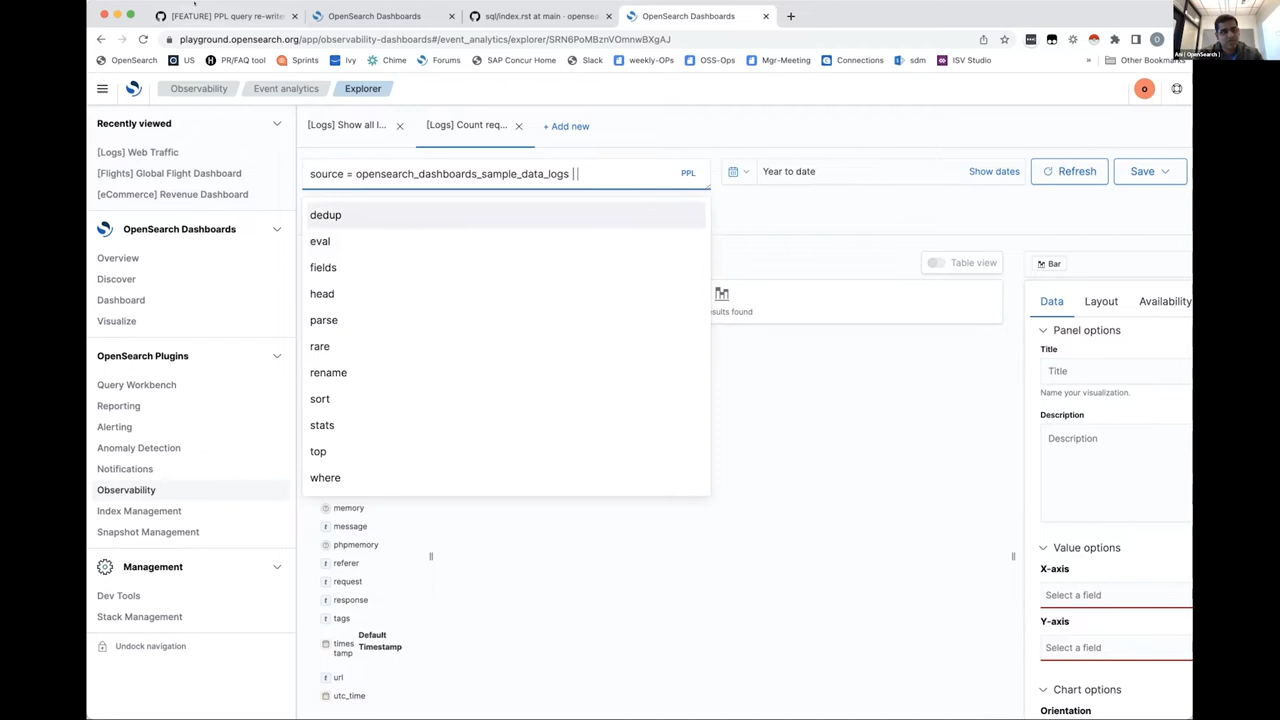 [FEATURE] PPL query re-write
OpenSearch Dashboards
sql/index.rst at main · opense
OpenSearch Dashboards
playground.opensearch.org/app/observability-dashboards#/event_analytics/explorer/SRN6PoMBznVOmnwBXgAJ
OpenSearch
US
PR/FAQ tool
Sprints
Ivy
Chime
Forums
SAP Concur Home
Slack
weekly-OPs
OSS-Ops
Mgr-Meeting
Connections
sdm
ISV Studio
»
Other Bookmarks
Ani [ OpenSearch ]
Observability
Event analytics
Explorer
o
Recently viewed
[Logs] Web Traffic
[Flights] Global Flight Dashboard
[eCommerce] Revenue Dashboard
OpenSearch Dashboards
Overview
Discover
Dashboard
Visualize
OpenSearch Plugins
Query Workbench
Reporting
Alerting
Anomaly Detection
Notifications
Observability
Index Management
Snapshot Management
Management
Dev Tools
Stack Management
Undock navigation
[Logs] Show all l...
[Logs] Count req...
+ Add new
source = opensearch_dashboards_sample_data_logs |
PPL
Year to date
Show dates
Refresh
Save
dedup
eval
fields
head
parse
rare
rename
sort
stats
top
where
Table view
esults found
memory
message
phpmemory
referer
request
response
tags
timestamp
Default
Timestamp
url
utc_time
Bar
Data
Layout
Availability
Panel options
Title
Title
Name your visualization.
Description
Description
Value options
X-axis
Select a field
Y-axis
Select a field
Chart options
Orientation